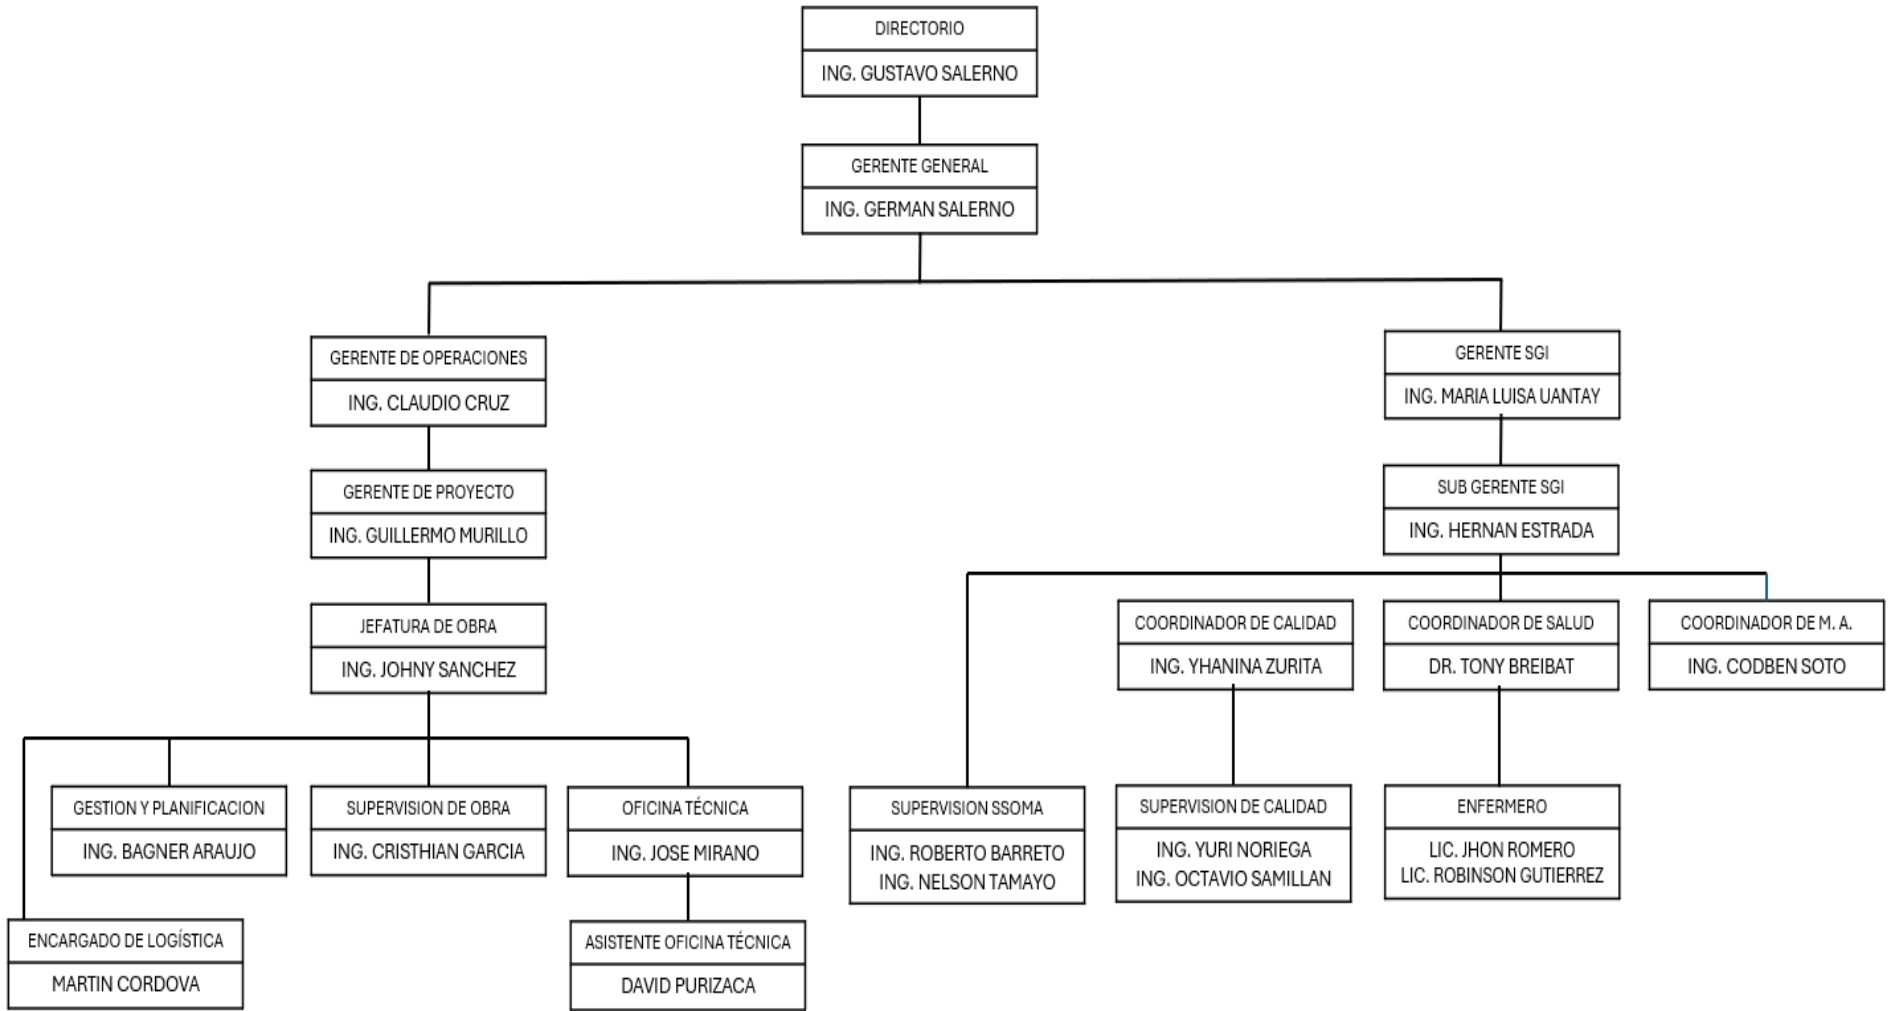 DIRECTORIO
ING. GUSTAVO SALERNO
GERENTE GENERAL
ING. GERMAN SALERNO
GERENTE DE OPERACIONES
ING. CLAUDIO CRUZ
GERENTE SGI
ING. MARIA LUISA UANTAY
GERENTE DE PROYECTO
ING. GUILLERMO MURILLO
SUB GERENTE SGI
ING. HERNAN ESTRADA
JEFATURA DE OBRA
ING. JOHNY SANCHEZ
COORDINADOR DE CALIDAD
ING. YHANINA ZURITA
COORDINADOR DE SALUD
DR. TONY BREIBAT
COORDINADOR DE M. A.
ING. CODBEN SOTO
GESTION Y PLANIFICACION
ING. BAGNER ARAUJO
SUPERVISION DE OBRA
ING. CRISTHIAN GARCIA
OFICINA TÉCNICA
ING. JOSE MIRANO
SUPERVISION SSOMA
ING. ROBERTO BARRETO
ING. NELSON TAMAYO
SUPERVISION DE CALIDAD
ING. YURI NORIEGA
ING. OCTAVIO SAMILLAN
ENFERMERO
LIC. JHON ROMERO
LIC. ROBINSON GUTIERREZ
ENCARGADO DE LOGÍSTICA
MARTIN CORDOVA
ASISTENTE OFICINA TÉCNICA
DAVID PURIZACA